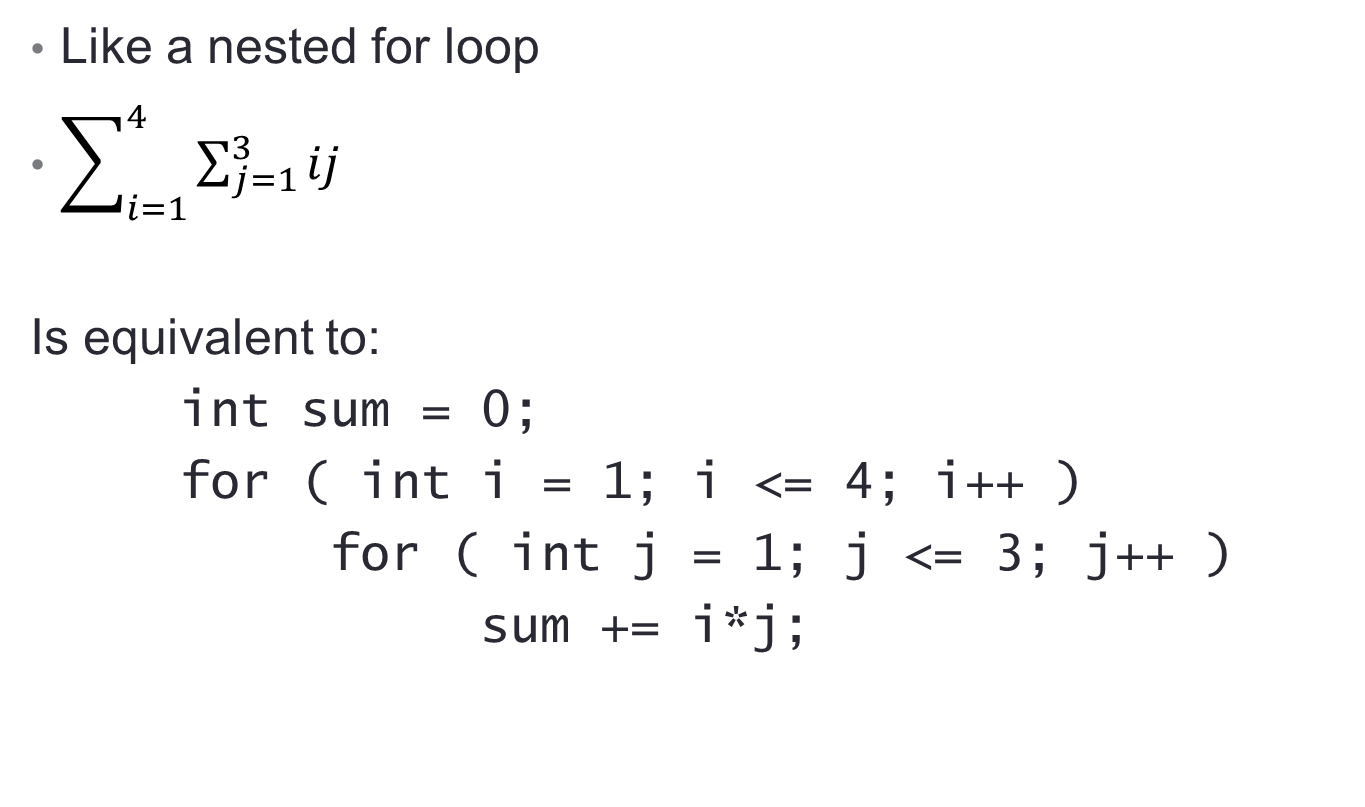 • Like a nested for loop
• ∑_{i=1}^{4} ∑_{j=1}^{3} ij
Is equivalent to:
int sum = 0;
for ( int i = 1; i <= 4; i++ )
for ( int j = 1; j <= 3; j++ )
sum += i*j;